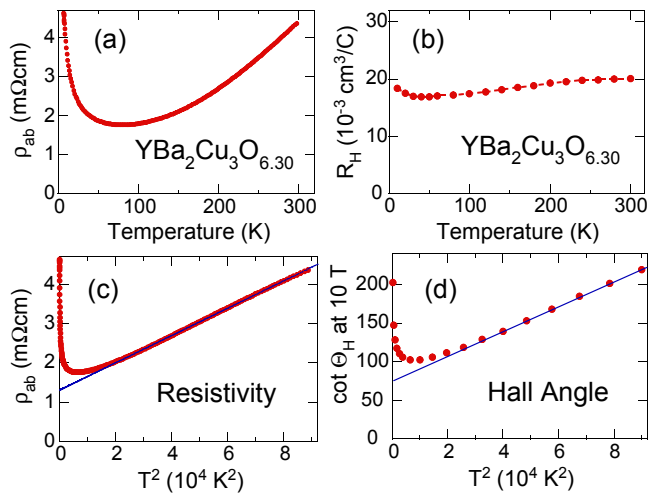 (a)
ρab (mΩcm)
4
3
2
1
0
0 100 200 300
Temperature (K)
YBa2Cu3O6.30
(b)
RH (10-3 cm3/C)
40
30
20
10
0
0 100 200 300
Temperature (K)
YBa2Cu3O6.30
(c)
ρab (mΩcm)
4
3
2
1
0
0 2 4 6 8
T2 (104 K2)
Resistivity
(d)
cot ΘH at 10 T
200
150
100
50
0
0 2 4 6 8
T2 (104 K2)
Hall Angle